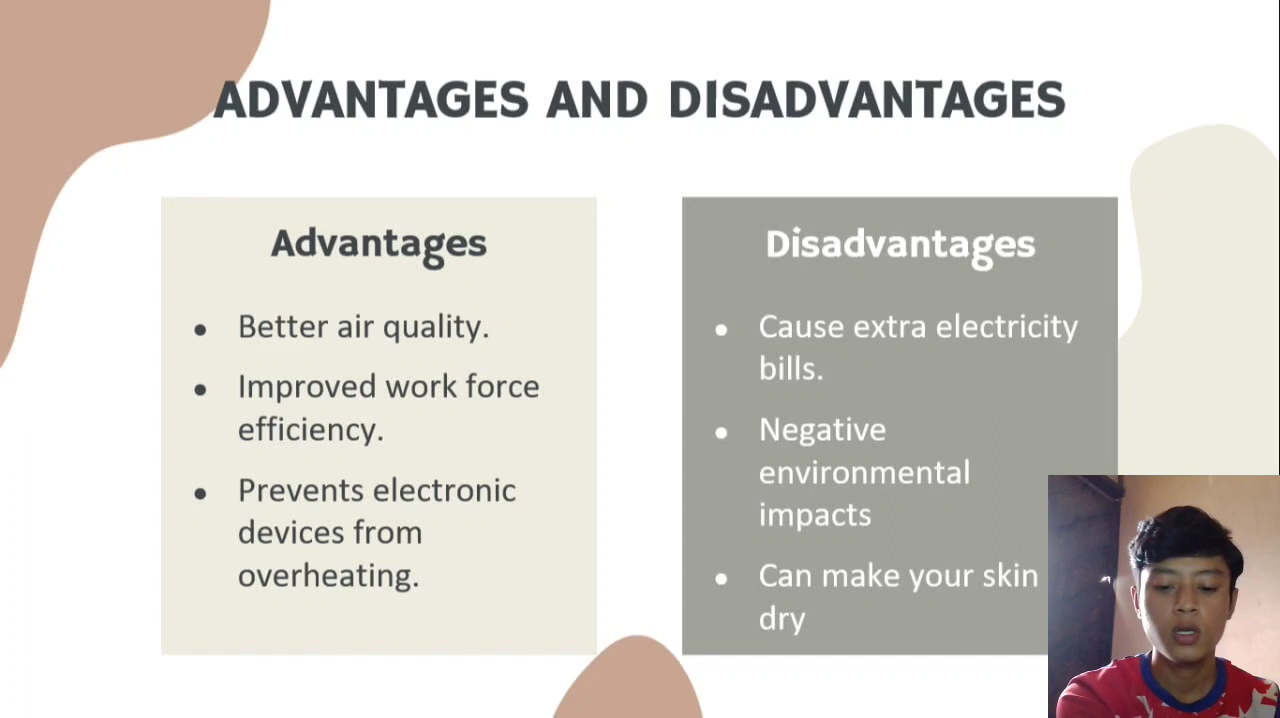 ADVANTAGES AND DISADVANTAGES
Advantages
● Better air quality.
● Improved work force
efficiency.
● Prevents electronic
devices from
overheating.
Disadvantages
● Cause extra electricity
bills.
● Negative
environmental
impacts
● Can make your skin
dry